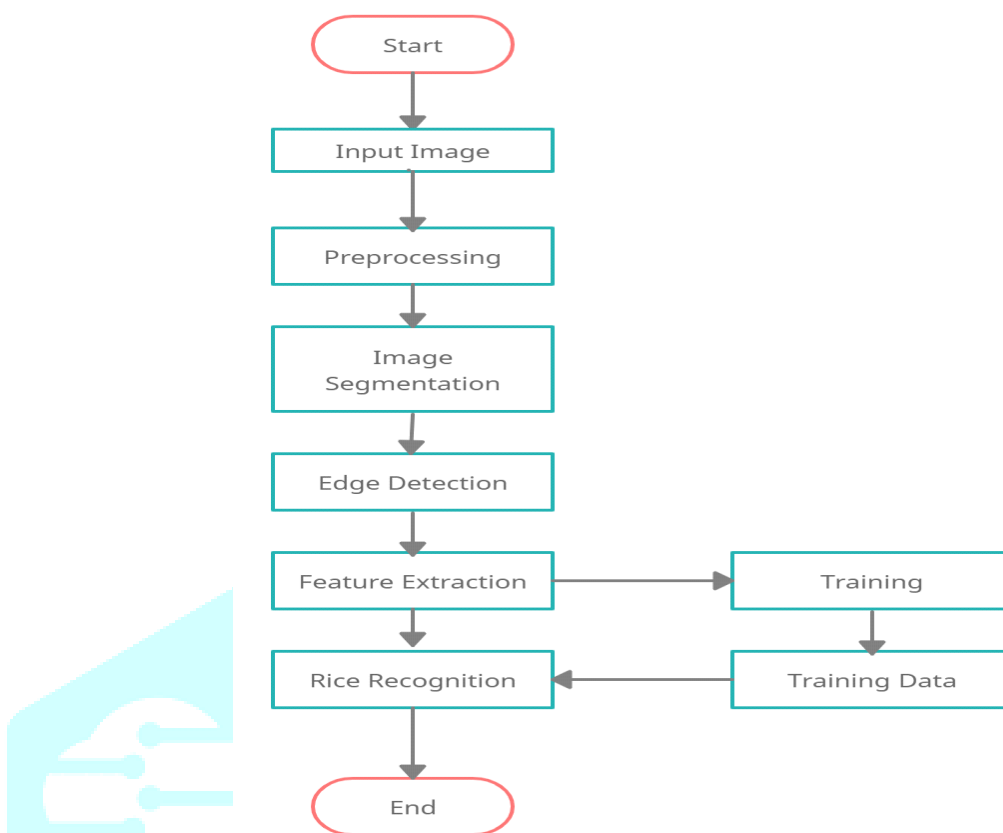 Start
Input Image
Preprocessing
Image
Segmentation
Edge Detection
Feature Extraction
Training
Rice Recognition
Training Data
End